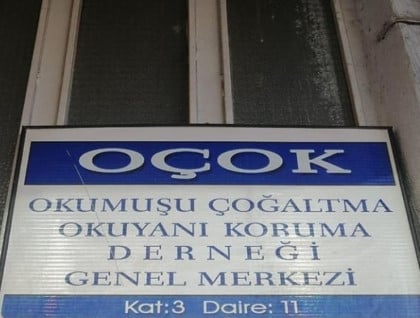 OÇOK
OKUMUŞU ÇOĞALTMA
OKUYANI KORUMA
DERNEĞİ
GENEL MERKEZİ
Kat:3 Daire: 11